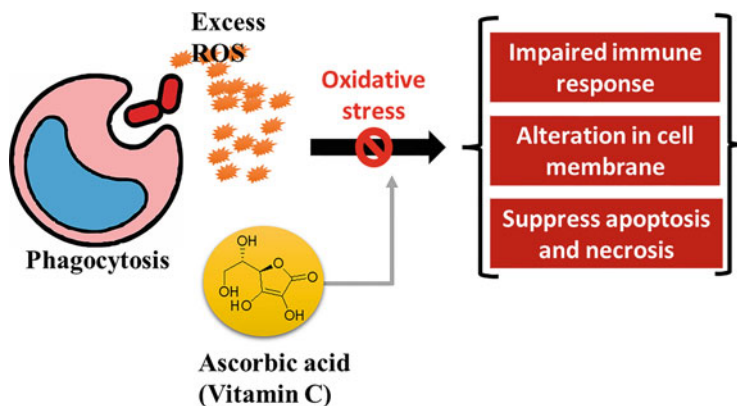 Excess
ROS
Oxidative
stress
Phagocytosis
OH
O
O
OH
HO
OH
Ascorbic acid
(Vitamin C)
Impaired immune
response
Alteration in cell
membrane
Suppress apoptosis
and necrosis